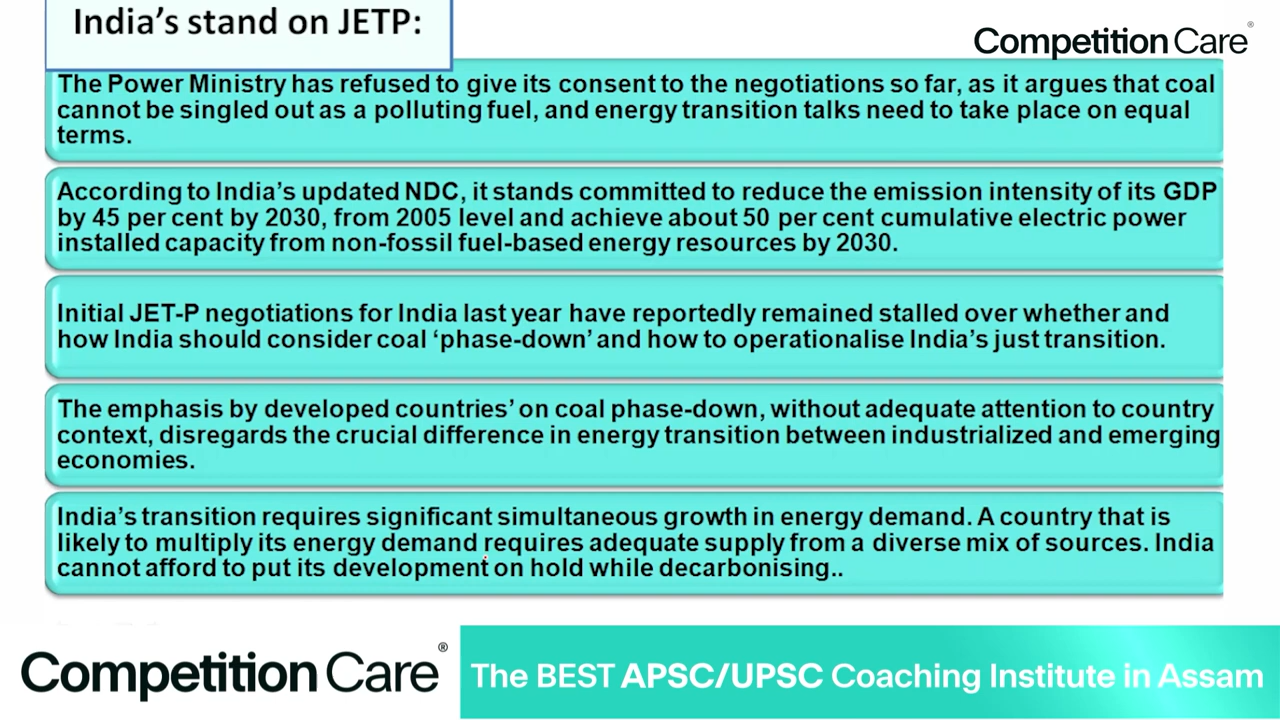 India's stand on JETP:
Competition Care®
The Power Ministry has refused to give its consent to the negotiations so far, as it argues that coal
cannot be singled out as a polluting fuel, and energy transition talks need to take place on equal
terms.
According to India's updated NDC, it stands committed to reduce the emission intensity of its GDP
by 45 per cent by 2030, from 2005 level and achieve about 50 per cent cumulative electric power
installed capacity from non-fossil fuel-based energy resources by 2030.
Initial JET-P negotiations for India last year have reportedly remained stalled over whether and
how India should consider coal 'phase-down' and how to operationalise India's just transition.
The emphasis by developed countries' on coal phase-down, without adequate attention to country
context, disregards the crucial difference in energy transition between industrialized and emerging
economies.
India's transition requires significant simultaneous growth in energy demand. A country that is
likely to multiply its energy demand requires adequate supply from a diverse mix of sources. India
cannot afford to put its development on hold while decarbonising..
Competition Care®
The BEST APSC/UPSC Coaching Institute in Assam